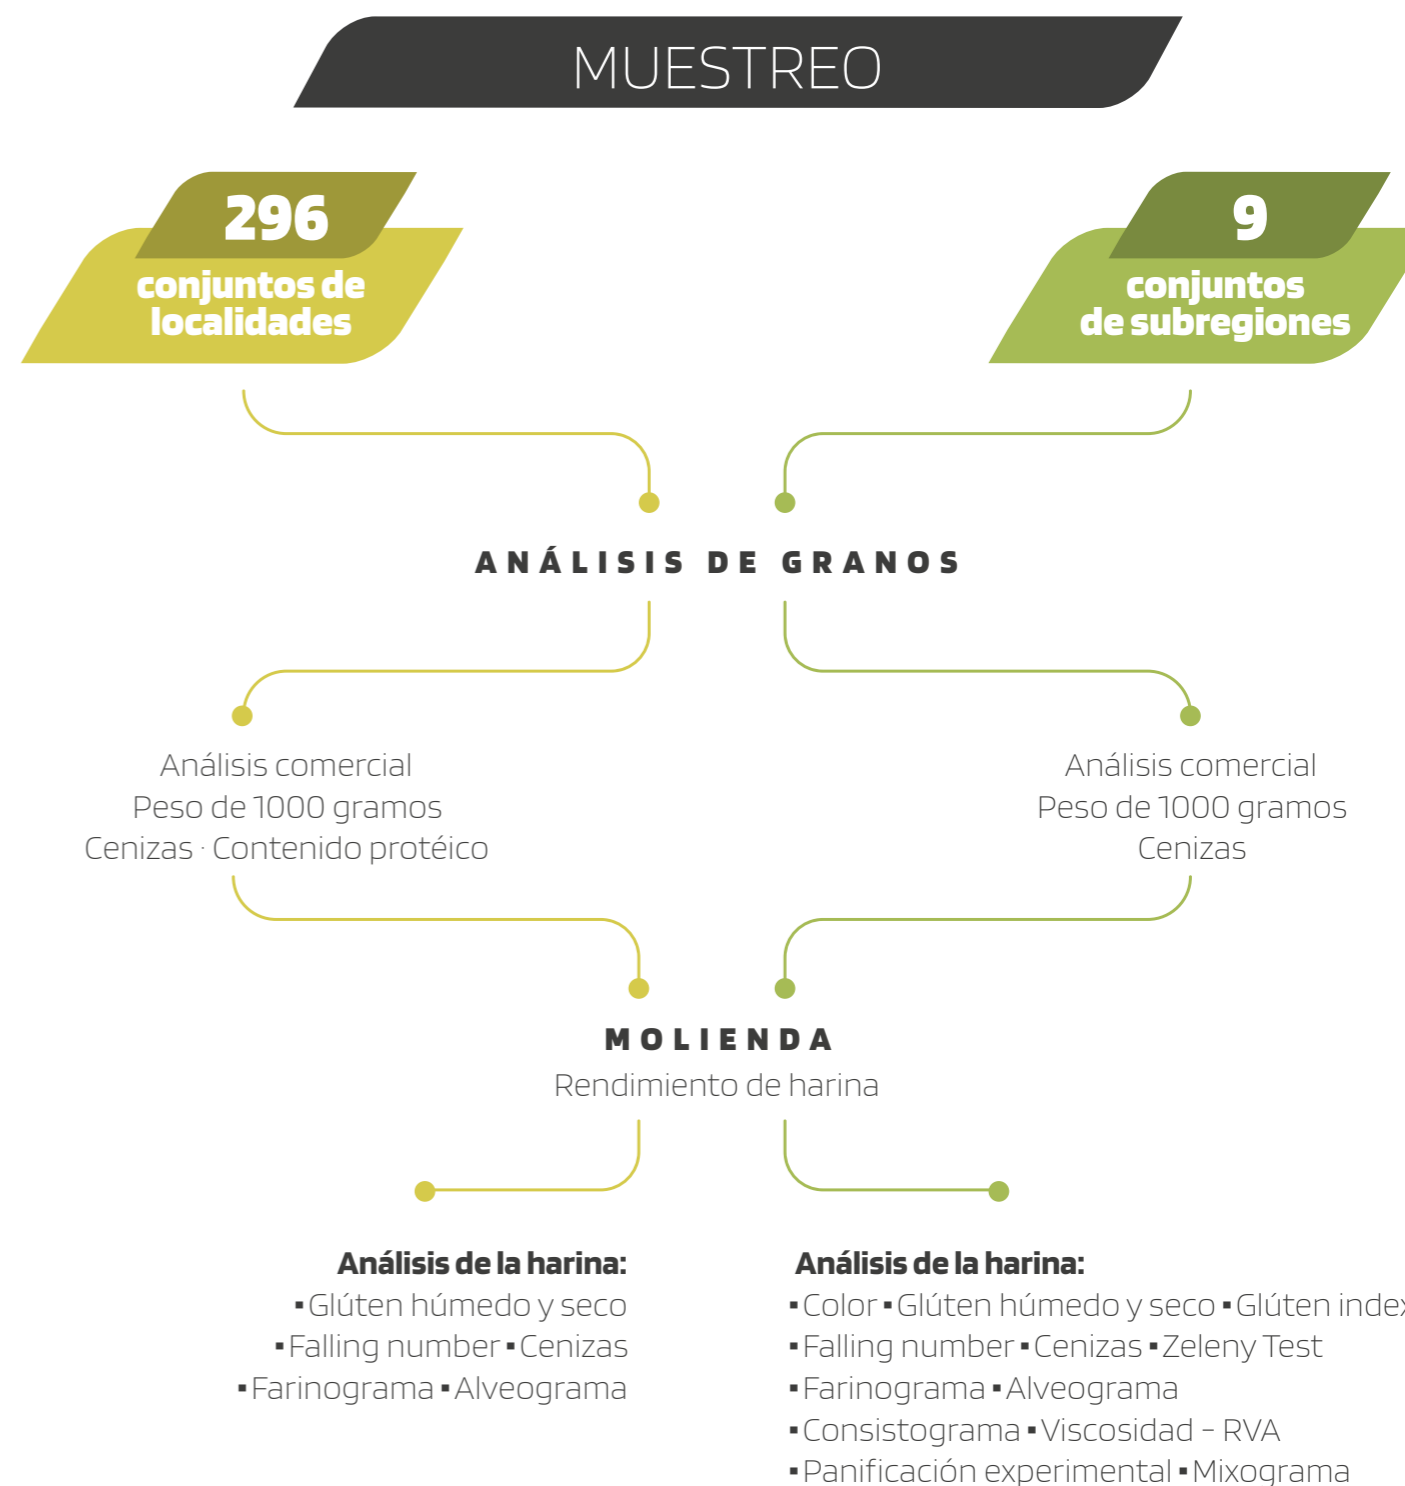 MUESTREO
296
conjuntos de
localidades
9
conjuntos
de subregiones
ANÁLISIS DE GRANOS
Análisis comercial
Peso de 1000 gramos
Cenizas · Contenido protéico
Análisis comercial
Peso de 1000 gramos
Cenizas
MOLIENDA
Rendimiento de harina
Análisis de la harina:
▪Glúten húmedo y seco
▪Falling number ▪Cenizas
▪Farinograma ▪Alveograma
Análisis de la harina:
▪Color ▪Glúten húmedo y seco ▪Glúten index
▪Falling number ▪Cenizas ▪Zeleny Test
▪Farinograma ▪Alveograma
▪Consistograma ▪Viscosidad - RVA
▪Panificación experimental ▪Mixograma